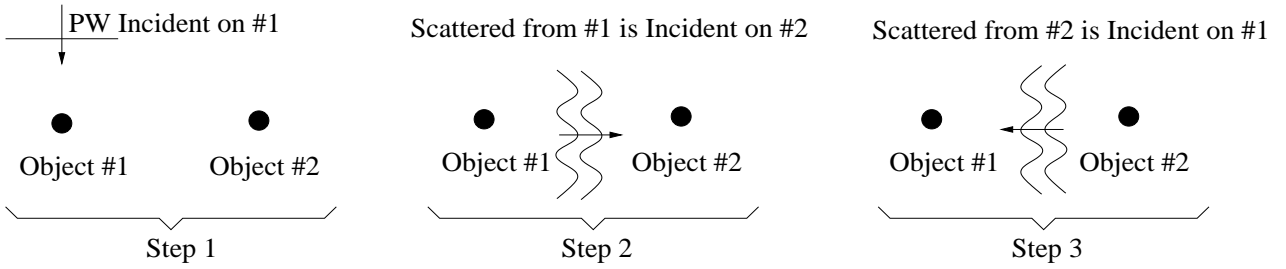 PW Incident on #1
Object #1
Object #2
Step 1
Scattered from #1 is Incident on #2
Object #1
Object #2
Step 2
Scattered from #2 is Incident on #1
Object #1
Object #2
Step 3